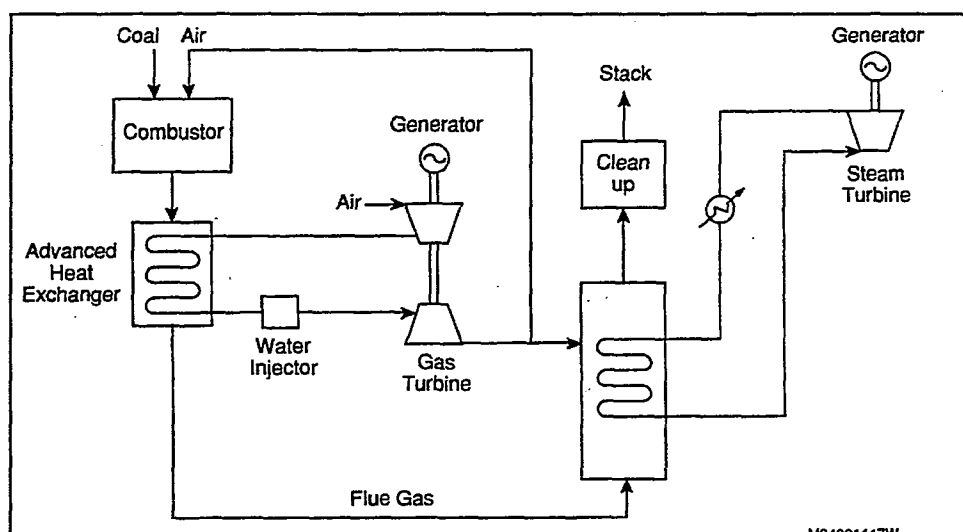 Coal Air
Combustor
Generator
Air
Advanced
Heat
Exchanger
Water
Injector
Gas
Turbine
Stack
Clean
up
Generator
Steam
Turbine
Flue Gas